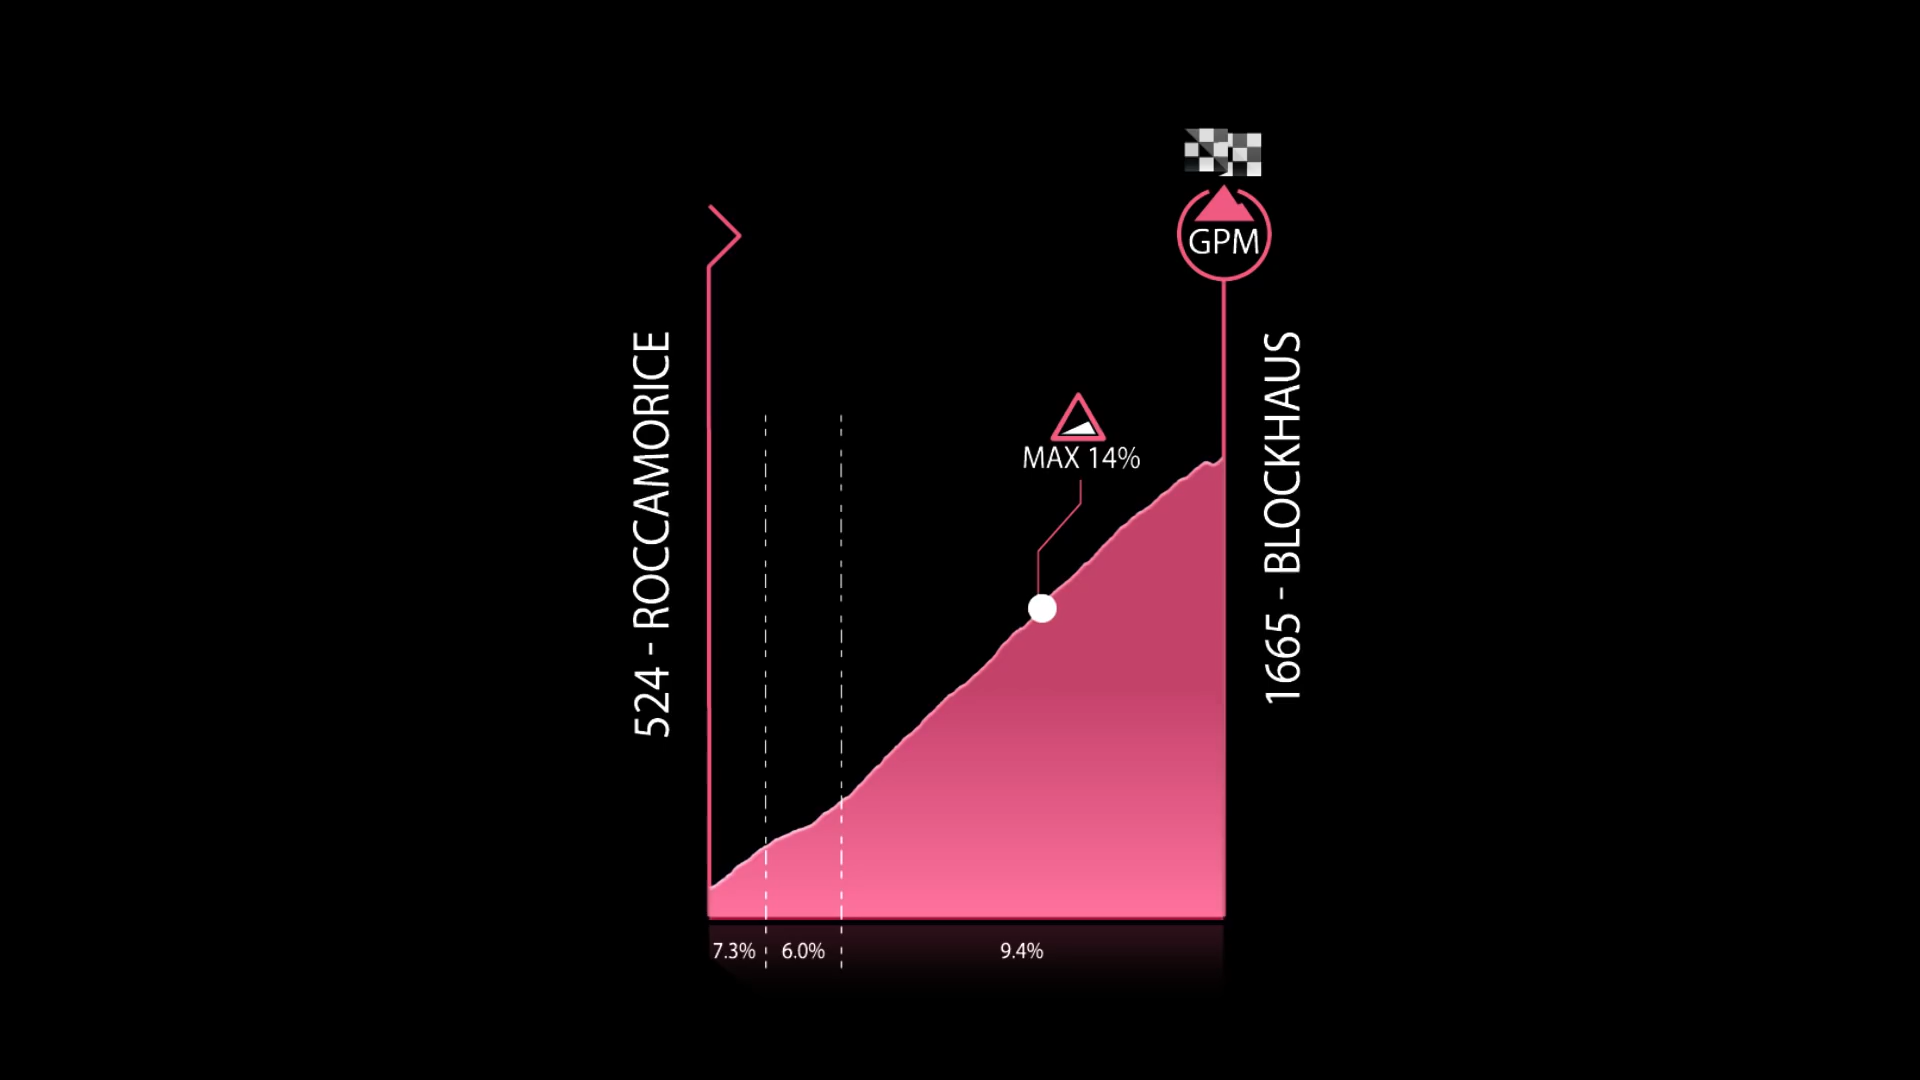 GPM
524 - ROCCAMORICE
1665 - BLOCKHAUS
MAX 14%
7.3%
6.0%
9.4%